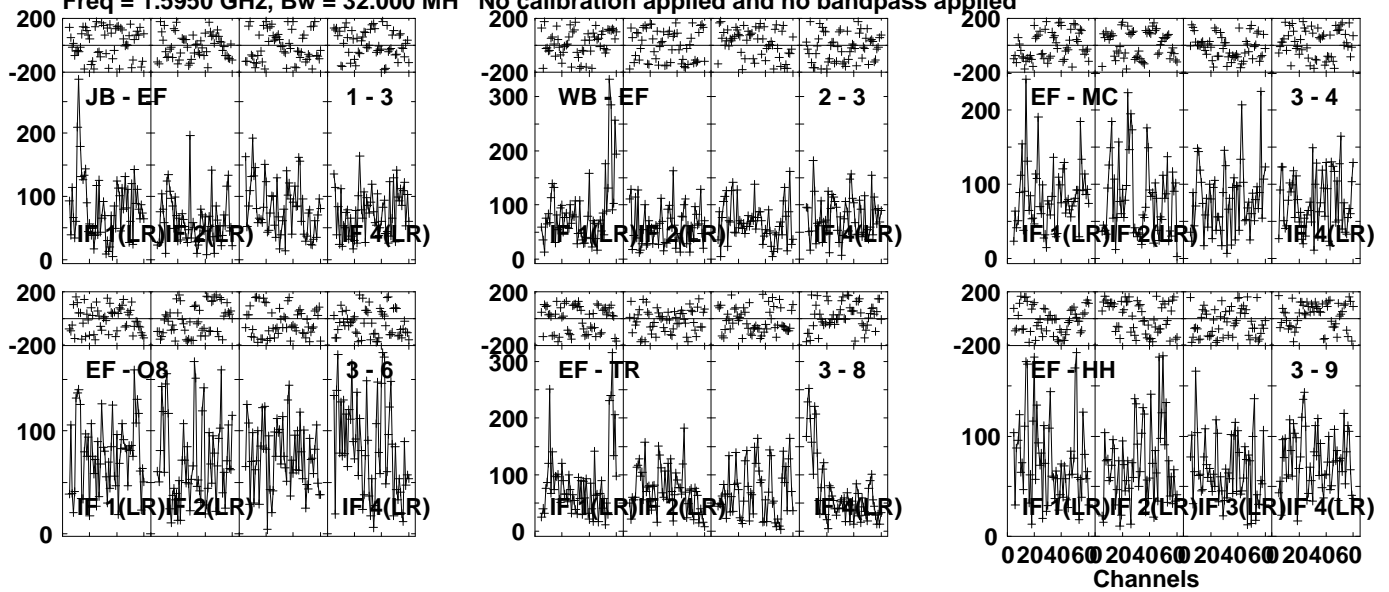 Freq = 1.5950 GHz, Bw = 32.000 MH No calibration applied and no bandpass applied
200 200 200
-200 -200 -200
JB - EF 1 - 3 WB - EF 2 - 3 EF - MC 3 - 4
300
200 200 200
100 100 100
IF 1(LR) IF 2(LR) IF 4(LR) IF 1(LR) IF 2(LR) IF 4(LR) IF 1(LR) IF 2(LR) IF 4(LR)
0 0 0
200 200 200
-200 -200 -200
EF - O8 3 - 6 EF - TR 3 - 8 EF - HH 3 - 9
300
200
100 100 100
IF 1(LR) IF 2(LR) IF 4(LR) IF 1(LR) IF 2(LR) IF 4(LR) IF 1(LR) IF 2(LR) IF 3(LR) IF 4(LR)
0 0 0
0 20 40 60 0 20 40 60 0 20 40 60 0 20 40 60
Channels